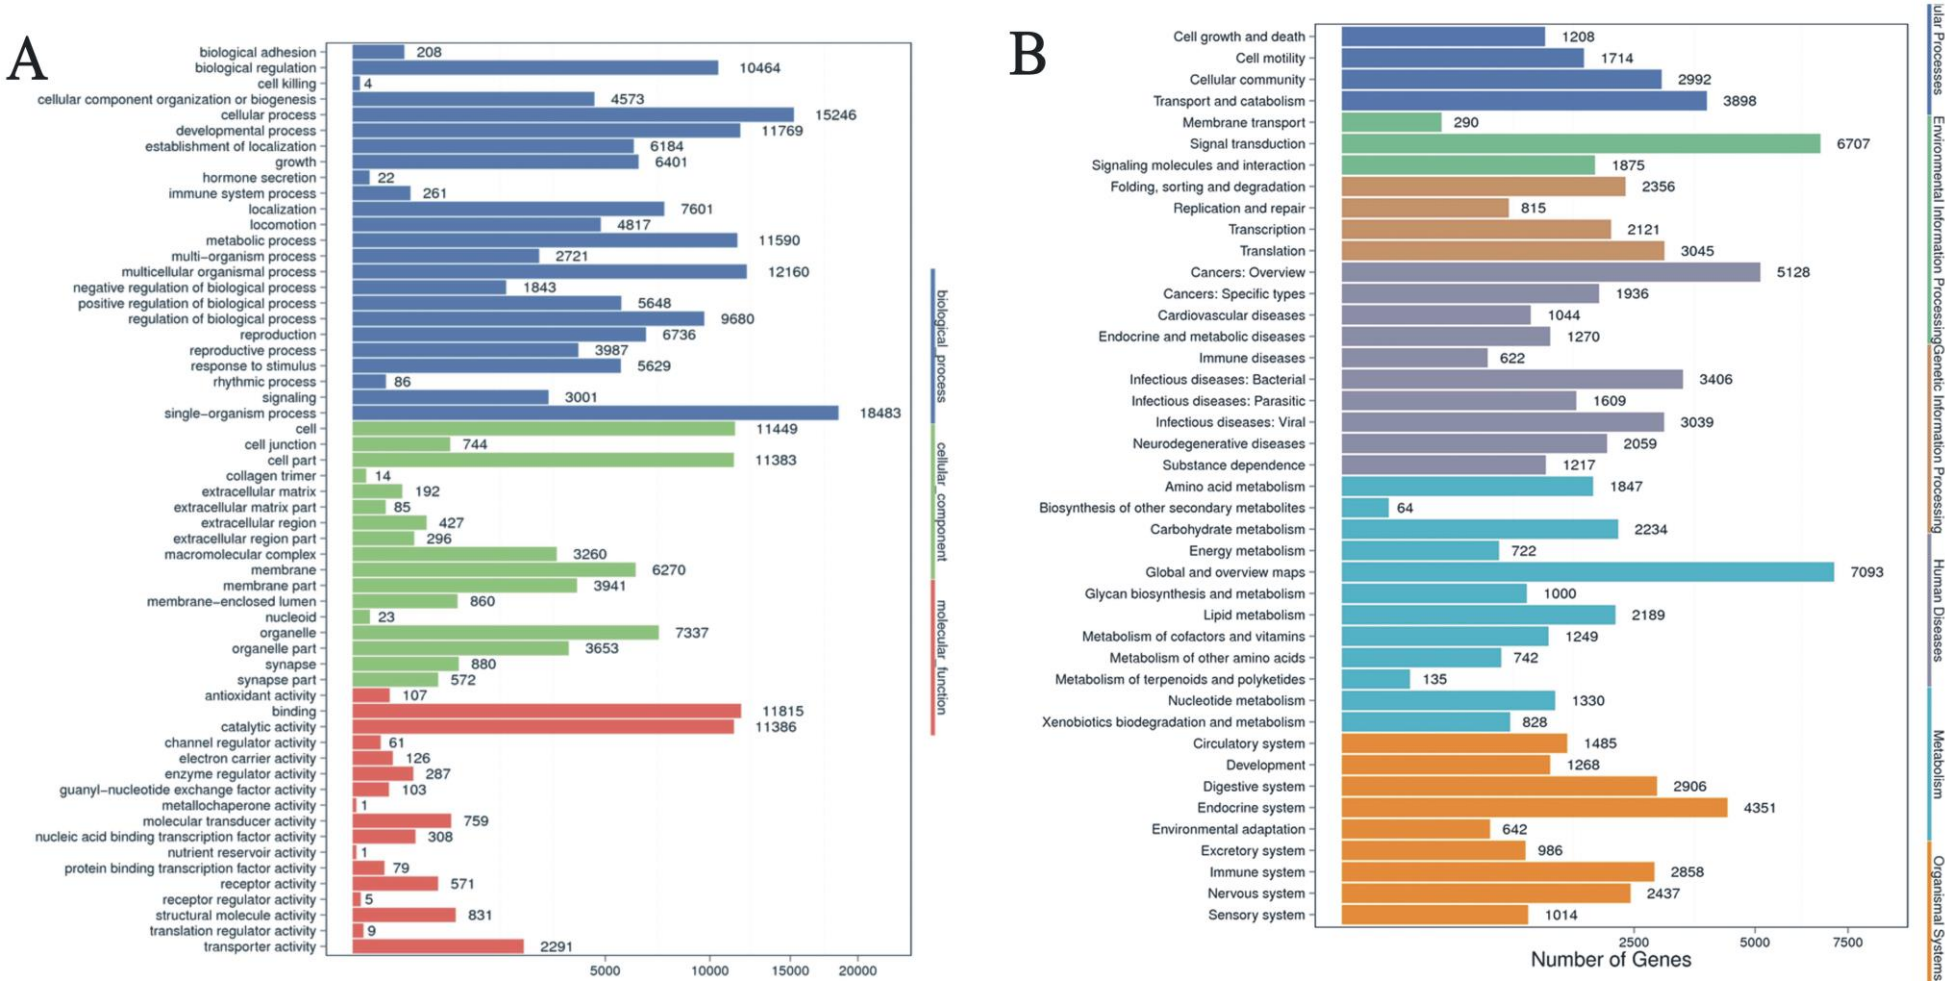 A
biological adhesion 208
biological regulation 10464
cell killing 4
cellular component organization or biogenesis 4573
cellular process 15246
developmental process 11769
establishment of localization 6184
growth 6401
hormone secretion 22
immune system process 261
localization 7601
locomotion 4817
metabolic process 11590
multi−organism process 2721
multicellular organismal process 12160
negative regulation of biological process 1843
positive regulation of biological process 5648
regulation of biological process 9680
reproduction 6736
reproductive process 3987
response to stimulus 5629
rhythmic process 86
signaling 3001
single−organism process 18483
cell 11449
cell junction 744
cell part 11383
collagen trimer 14
extracellular matrix 192
extracellular matrix part 85
extracellular region 427
extracellular region part 296
macromolecular complex 3260
membrane 6270
membrane part 3941
membrane−enclosed lumen 860
nucleoid 23
organelle 7337
organelle part 3653
synapse 880
synapse part 572
antioxidant activity 107
binding 11815
catalytic activity 11386
channel regulator activity 61
electron carrier activity 126
enzyme regulator activity 287
guanyl−nucleotide exchange factor activity 103
metallochaperone activity 1
molecular transducer activity 759
nucleic acid binding transcription factor activity 308
nutrient reservoir activity 1
protein binding transcription factor activity 79
receptor activity 571
receptor regulator activity 5
structural molecule activity 831
translation regulator activity 9
transporter activity 2291
5000 10000 15000 20000
biological process
cellular component
molecular function
B
Cell growth and death 1208
Cell motility 1714
Cellular community 2992
Transport and catabolism 3898
Membrane transport 290
Signal transduction 6707
Signaling molecules and interaction 1875
Folding, sorting and degradation 2356
Replication and repair 815
Transcription 2121
Translation 3045
Cancers: Overview 5128
Cancers: Specific types 1936
Cardiovascular diseases 1044
Endocrine and metabolic diseases 1270
Immune diseases 622
Infectious diseases: Bacterial 3406
Infectious diseases: Parasitic 1609
Infectious diseases: Viral 3039
Neurodegenerative diseases 2059
Substance dependence 1217
Amino acid metabolism 1847
Biosynthesis of other secondary metabolites 64
Carbohydrate metabolism 2234
Energy metabolism 722
Global and overview maps 7093
Glycan biosynthesis and metabolism 1000
Lipid metabolism 2189
Metabolism of cofactors and vitamins 1249
Metabolism of other amino acids 742
Metabolism of terpenoids and polyketides 135
Nucleotide metabolism 1330
Xenobiotics biodegradation and metabolism 828
Circulatory system 1485
Development 1268
Digestive system 2906
Endocrine system 4351
Environmental adaptation 642
Excretory system 986
Immune system 2858
Nervous system 2437
Sensory system 1014
2500 5000 7500
Number of Genes
ular Processes
Environmental Information Processing
Genetic Information Processing
Human Diseases
Metabolism
Organismal Systems